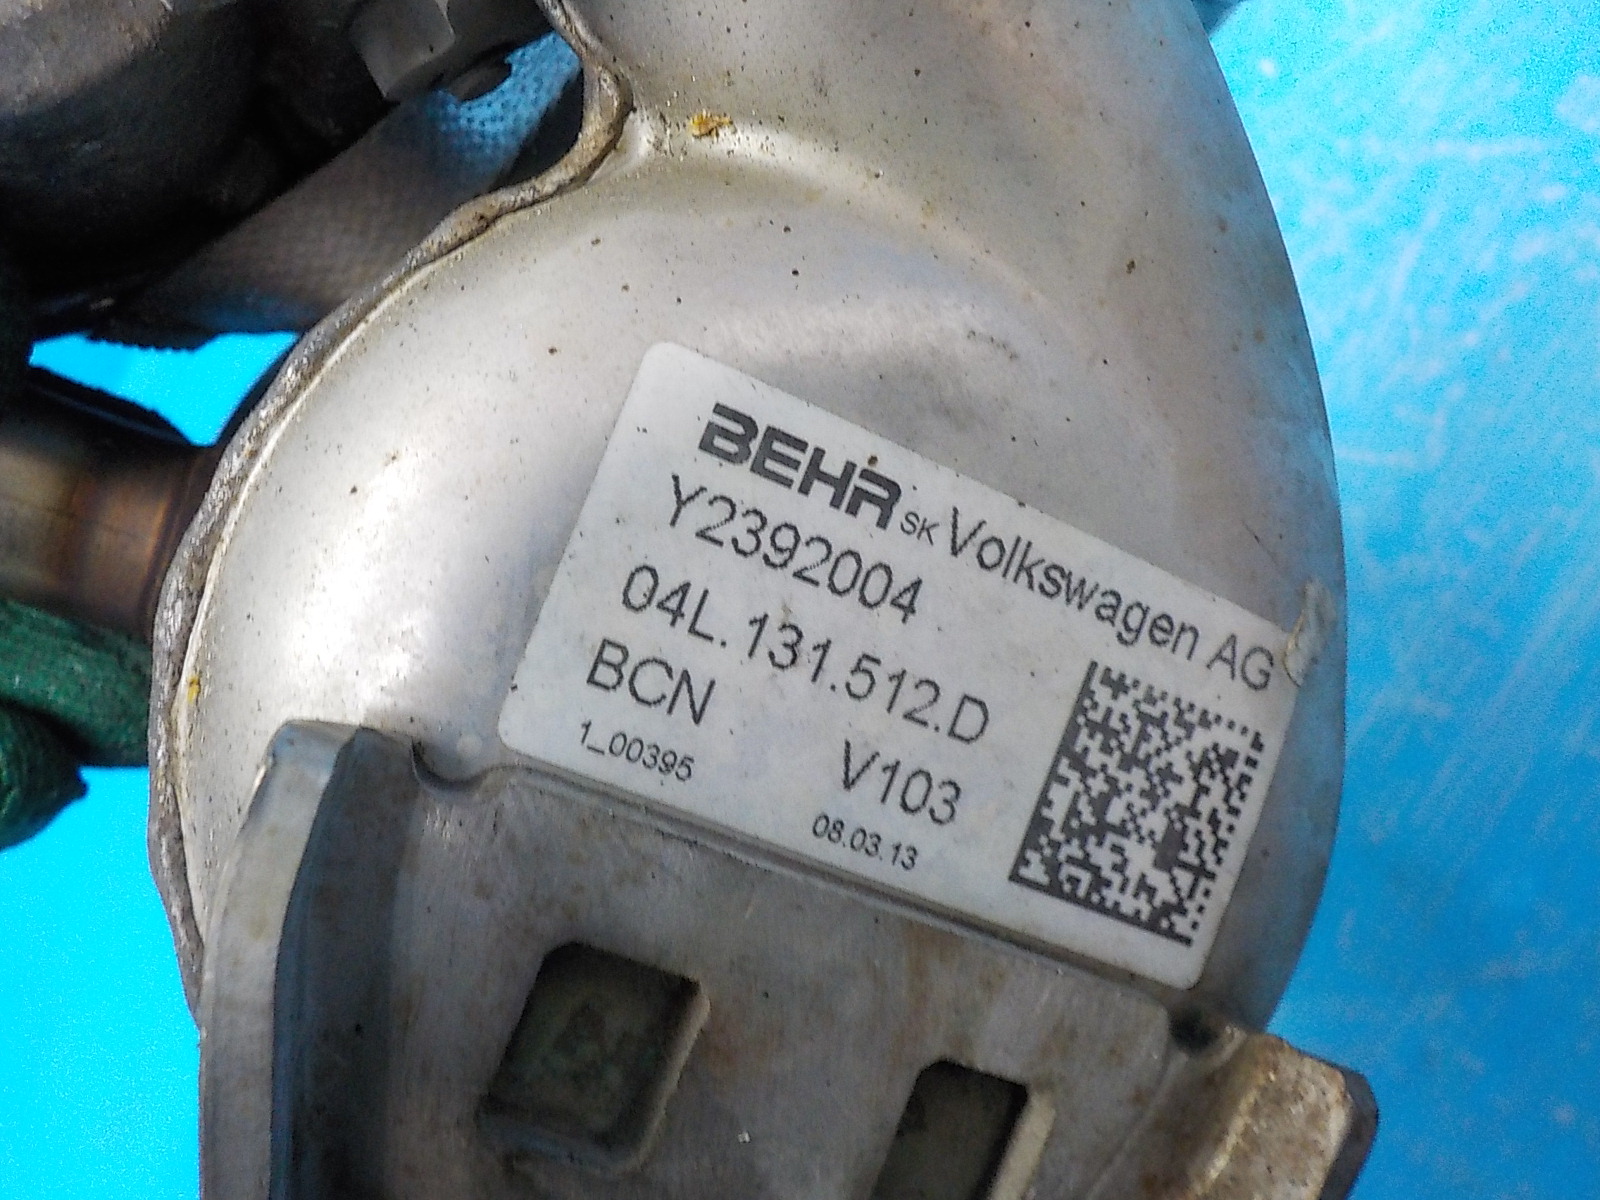 BEHR SK Volkswagen AG
Y2392004
04L.131.512.D
BCN V103
1_00395 08.03.13